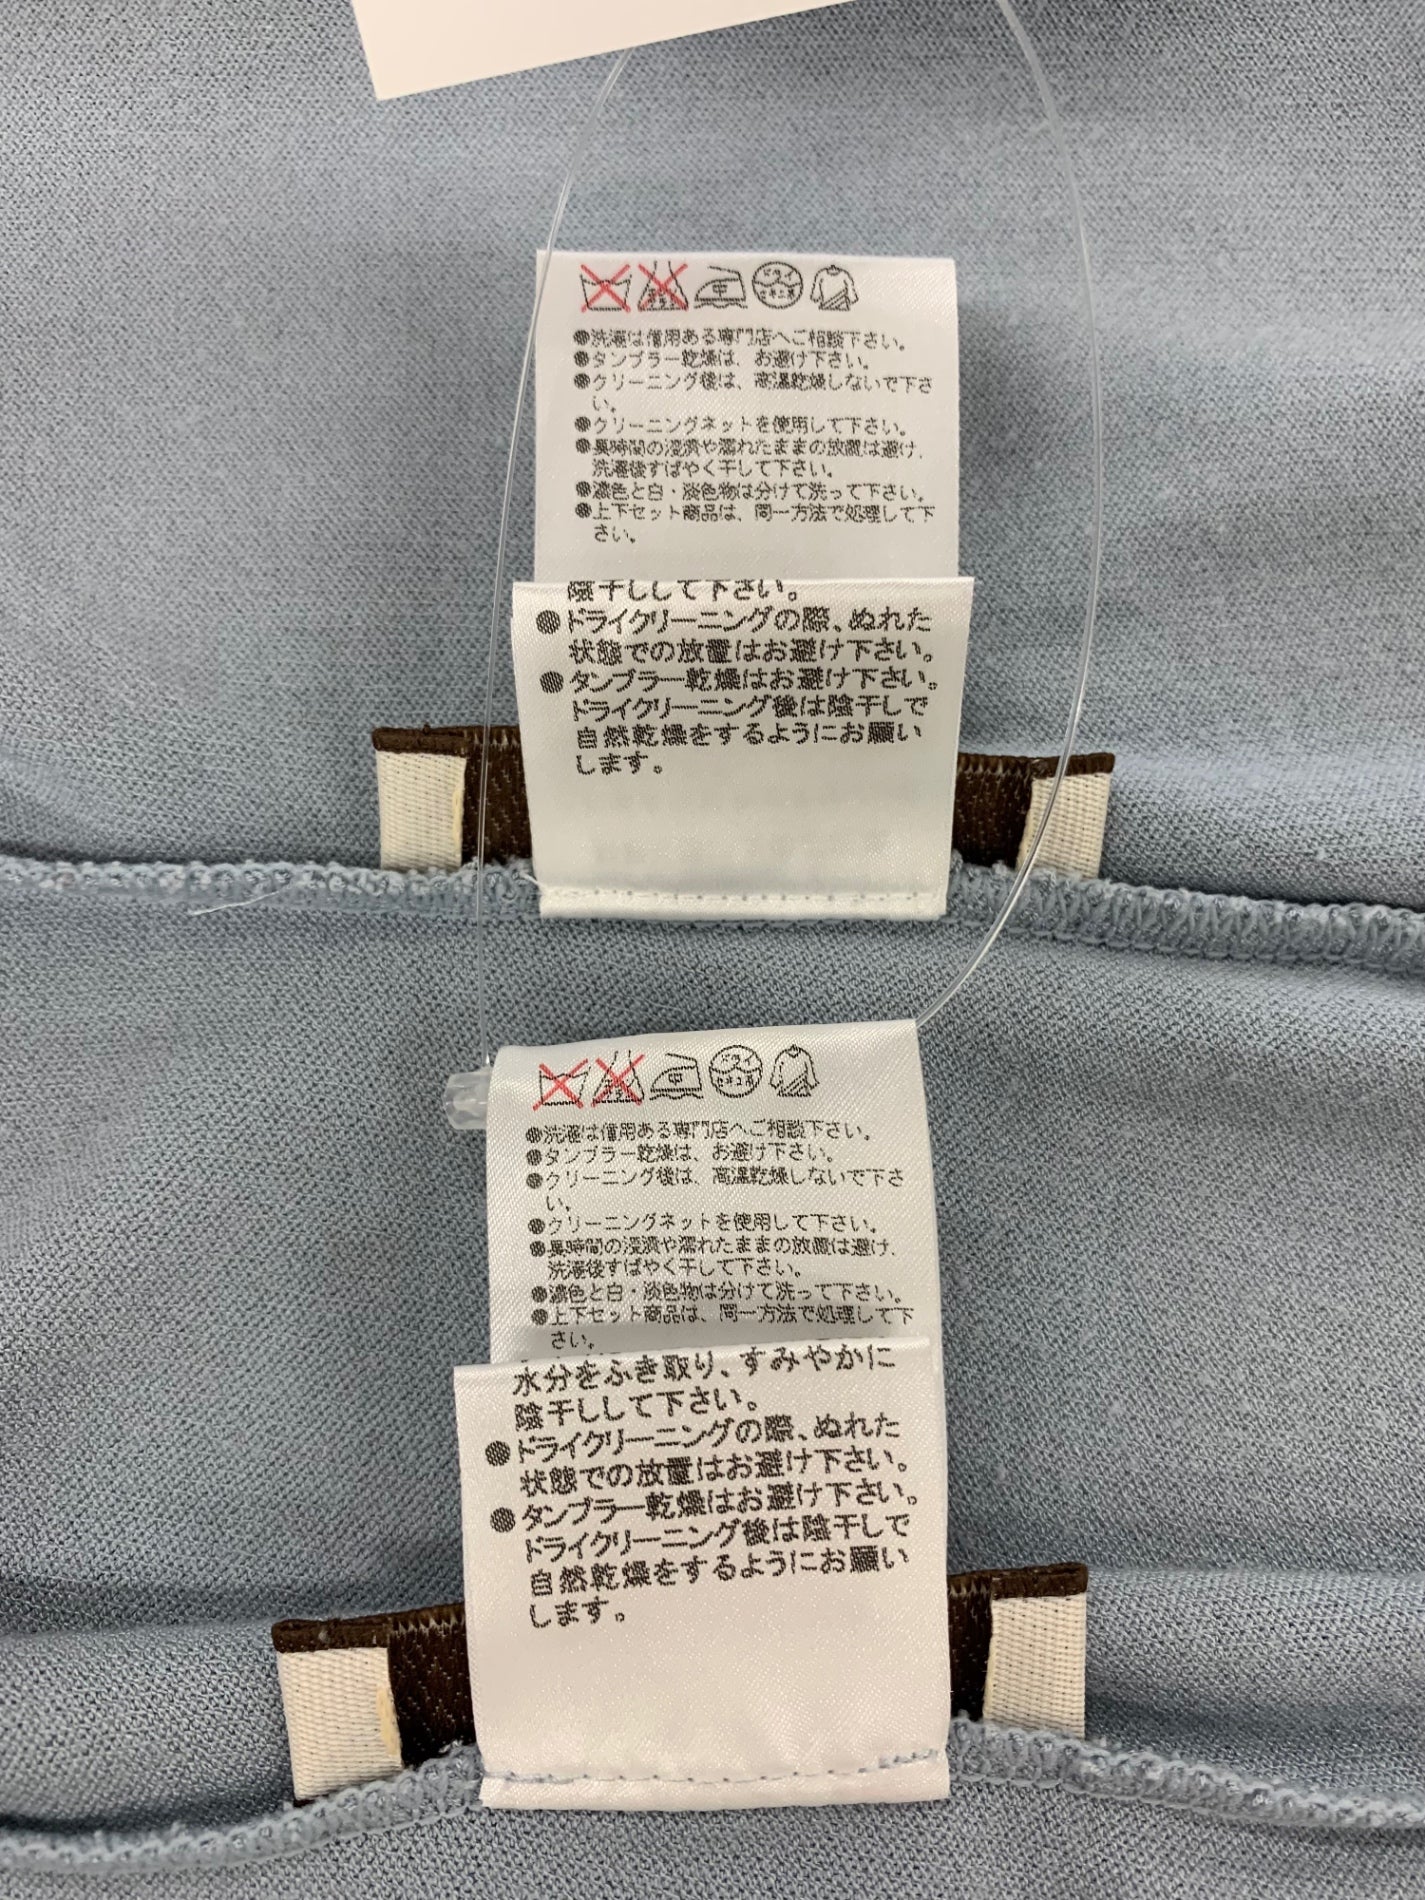 中
ドライ
セキユ系
●洗濯は信用ある専門店へご相談下さい。
●タンブラー乾燥は、お避け下さい。
●クリーニング後は、高温乾燥しないで下さ
い。
●クリーニングネットを使用して下さい。
●長時間の浸漬や濡れたままの放置は避け、
洗濯後すばやく干して下さい。
●濃色と白・淡色物は分けて洗って下さい。
●上下セット商品は、同一方法で処理して下
さい。
陰干しして下さい。
●ドライクリーニングの際、ぬれた
状態での放置はお避け下さい。
●タンブラー乾燥はお避け下さい。
ドライクリーニング後は陰干しで
自然乾燥をするようにお願い
します。
中
ドライ
セキユ系
●洗濯は信用ある専門店へご相談下さい。
●タンブラー乾燥は、お避け下さい。
●クリーニング後は、高温乾燥しないで下さ
い。
●クリーニングネットを使用して下さい。
●長時間の浸漬や濡れたままの放置は避け、
洗濯後すばやく干して下さい。
●濃色と白・淡色物は分けて洗って下さい。
●上下セット商品は、同一方法で処理して下
さい。
水分をふき取り、すみやかに
陰干しして下さい。
●ドライクリーニングの際、ぬれた
状態での放置はお避け下さい。
●タンブラー乾燥はお避け下さい。
ドライクリーニング後は陰干しで
自然乾燥をするようにお願い
します。